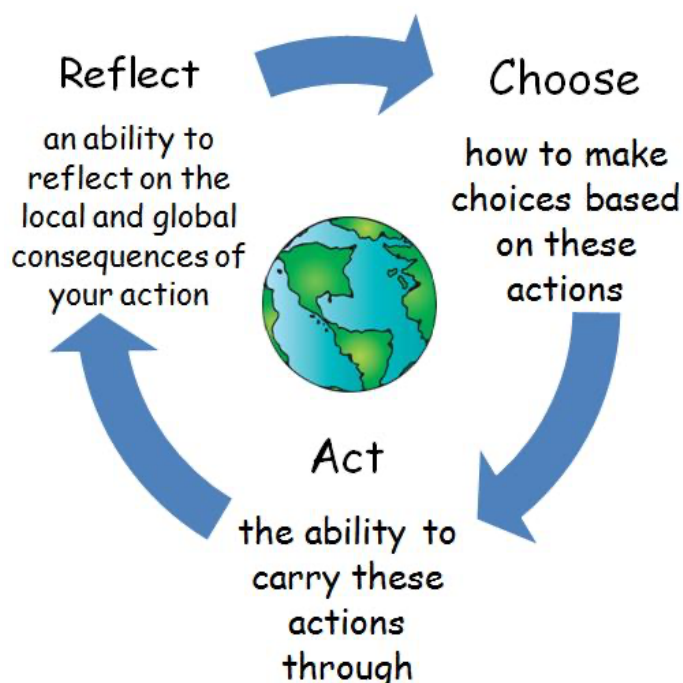 Reflect
an ability to
reflect on the
local and global
consequences of
your action
Choose
how to make
choices based
on these
actions
Act
the ability to
carry these
actions
through